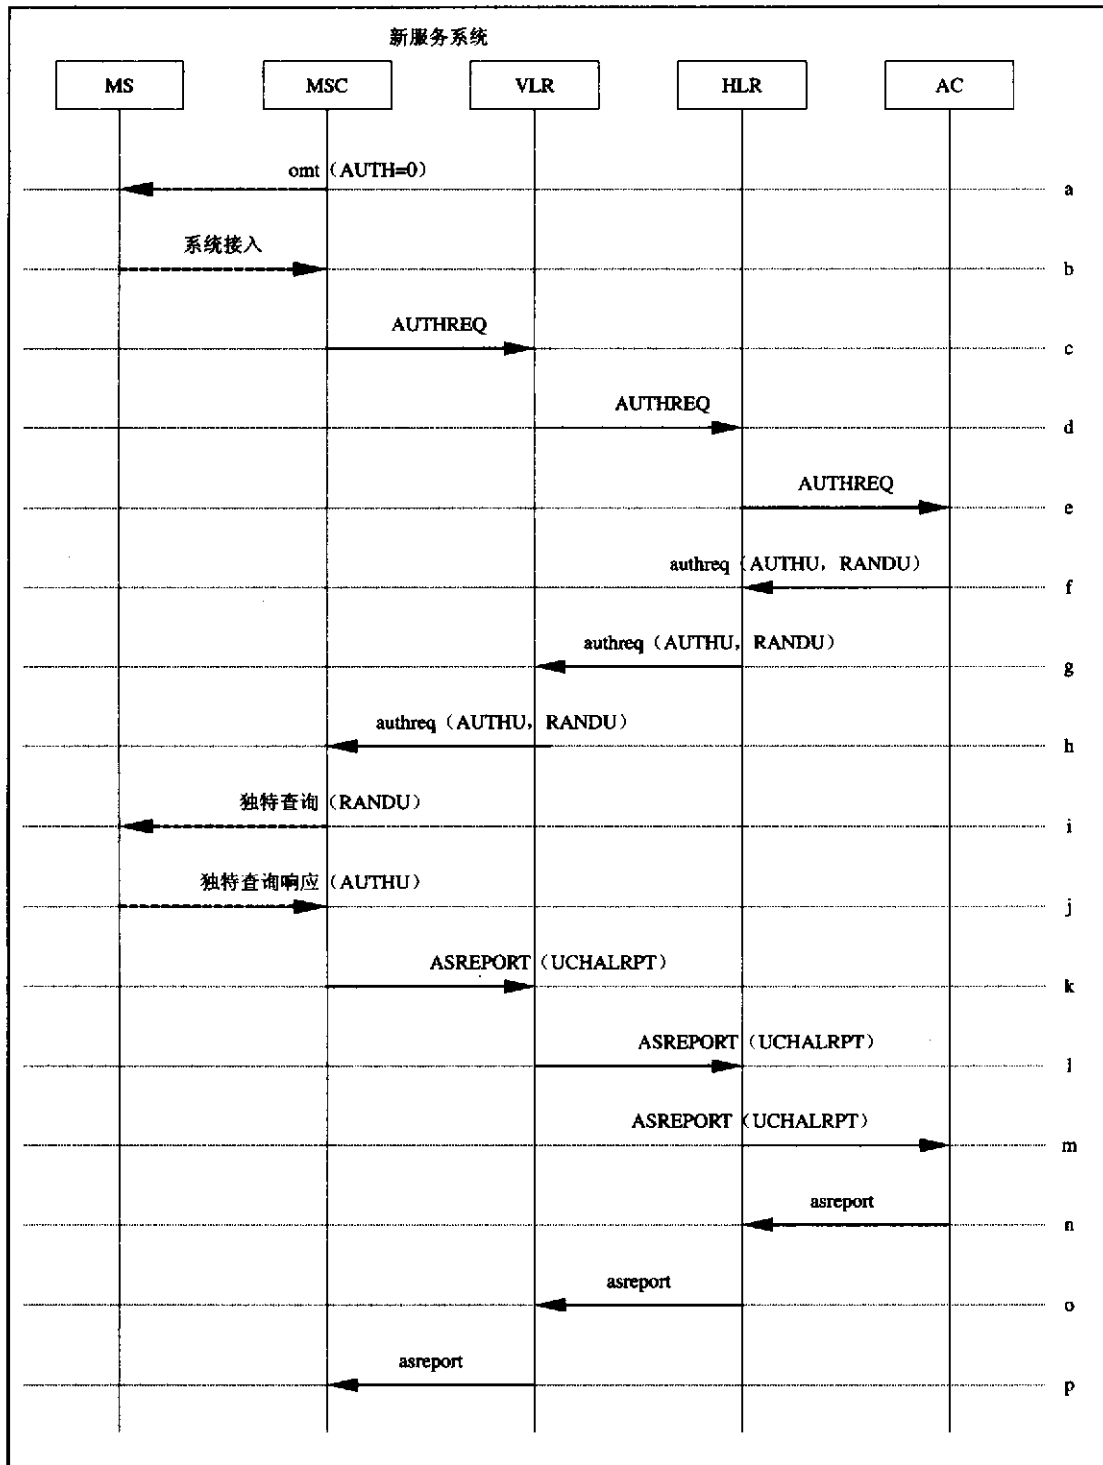 新服务系统
MS MSC VLR HLR AC
omt（AUTH=0）
a
系统接入
b
AUTHREQ
c
AUTHREQ
d
AUTHREQ
e
authreq（AUTHU，RANDU）
f
authreq（AUTHU，RANDU）
g
authreq（AUTHU，RANDU）
h
独特查询（RANDU）
i
独特查询响应（AUTHU）
j
ASREPORT（UCHALRPT）
k
ASREPORT（UCHALRPT）
l
ASREPORT（UCHALRPT）
m
asreport
n
asreport
o
asreport
p